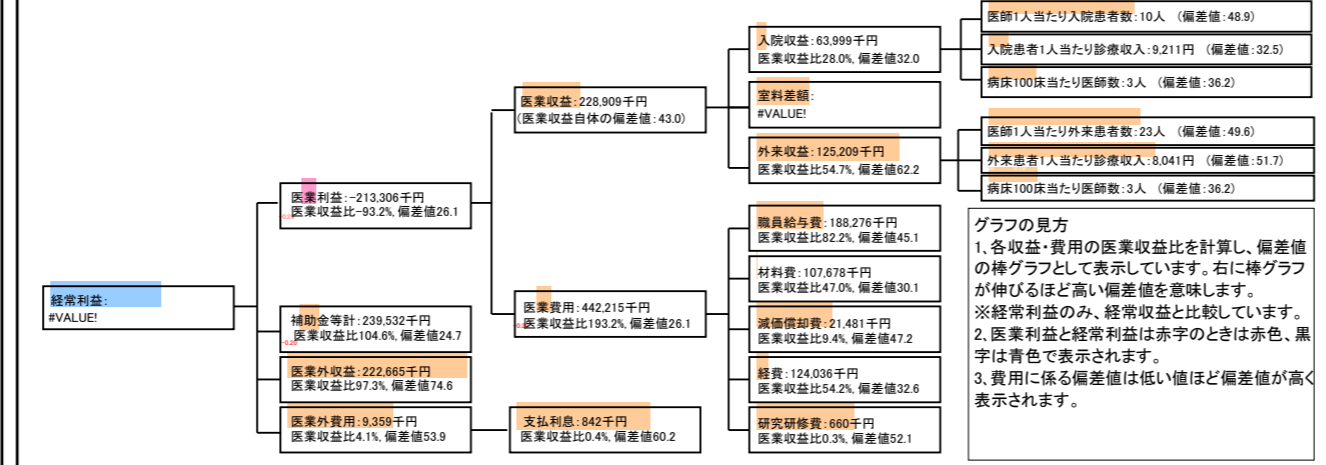 経常利益:
#VALUE!
医業利益:-213,306千円
医業収益比-93.2%, 偏差値26.1
補助金等計:239,532千円
医業収益比104.6%, 偏差値24.7
-0.20
医業外収益:222,665千円
医業収益比97.3%, 偏差値74.6
医業外費用:9,359千円
医業収益比4.1%, 偏差値53.9
支払利息:842千円
医業収益比0.4%, 偏差値60.2
医業収益:228,909千円
(医業収益自体の偏差値:43.0)
医業費用:442,215千円
医業収益比193.2%, 偏差値26.1
入院収益:63,999千円
医業収益比28.0%, 偏差値32.0
室料差額:
#VALUE!
外来収益:125,209千円
医業収益比54.7%, 偏差値62.2
職員給与費:188,276千円
医業収益比82.2%, 偏差値45.1
材料費:107,678千円
医業収益比47.0%, 偏差値30.1
減価償却費:21,481千円
医業収益比9.4%, 偏差値47.2
経費:124,036千円
医業収益比54.2%, 偏差値32.6
研究研修費:660千円
医業収益比0.3%, 偏差値52.1
医師1人当たり入院患者数:10人 (偏差値:48.9)
入院患者1人当たり診療収入:9,211円 (偏差値:32.5)
病床100床当たり医師数:3人 (偏差値:36.2)
医師1人当たり外来患者数:23人 (偏差値:49.6)
外来患者1人当たり診療収入:8,041円 (偏差値:51.7)
病床100床当たり医師数:3人 (偏差値:36.2)
グラフの見方
1、各収益・費用の医業収益比を計算し、偏差値
の棒グラフとして表示しています。右に棒グラフ
が伸びるほど高い偏差値を意味します。
※経常利益のみ、経常収益と比較しています。
2、医業利益と経常利益は赤字のときは赤色、黒
字は青色で表示されます。
3、費用に係る偏差値は低い値ほど偏差値が高く
表示されます。